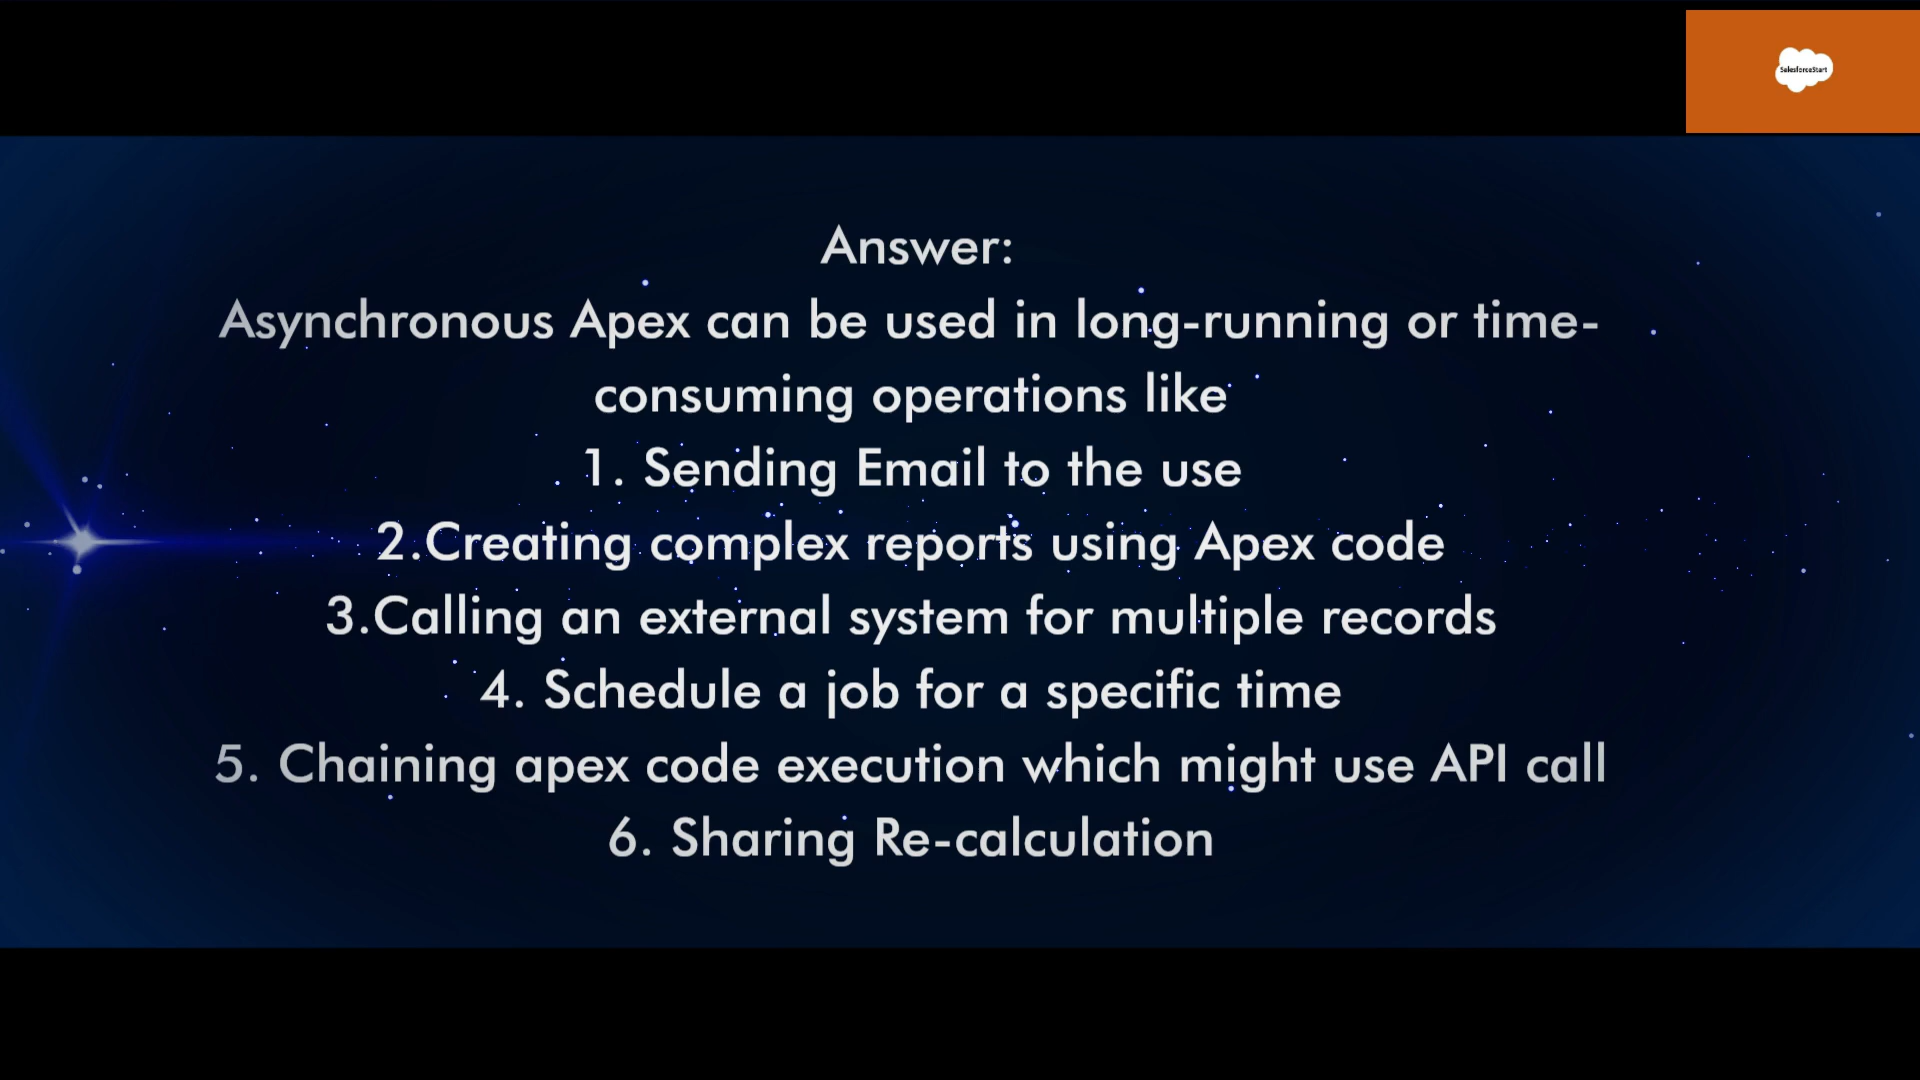 SalesforceStart
Answer:
Asynchronous Apex can be used in long-running or time-
consuming operations like
1. Sending Email to the use
2.Creating complex reports using Apex code
3.Calling an external system for multiple records
4. Schedule a job for a specific time
5. Chaining apex code execution which might use API call
6. Sharing Re-calculation